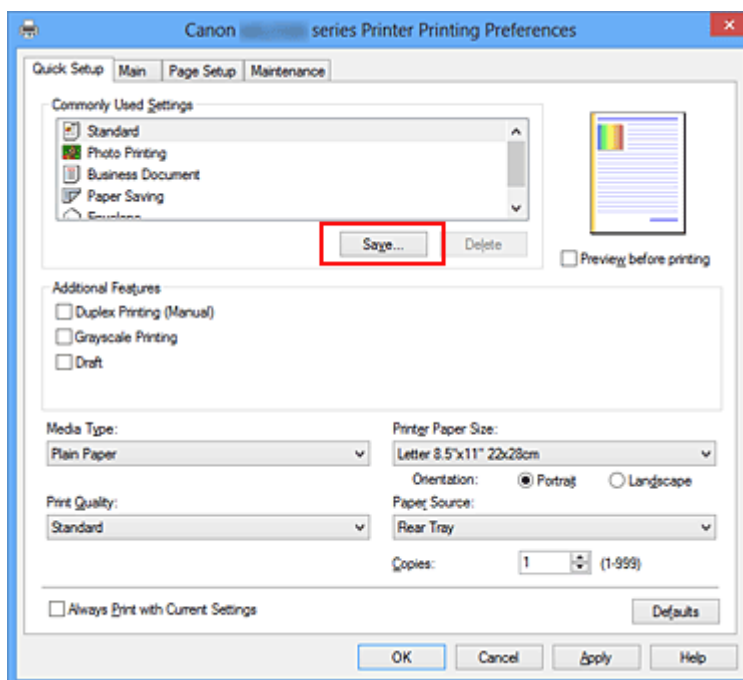 Canon series Printer Printing Preferences
Quick Setup Main Page Setup Maintenance
Commonly Used Settings
Standard
Photo Printing
Business Document
Paper Saving
Envelope
Save... Delete
Preview before printing
Additional Features
Duplex Printing (Manual)
Grayscale Printing
Draft
Media Type: Printer Paper Size:
Plain Paper Letter 8.5"x11" 22x28cm
Orientation: Portrait Landscape
Print Quality: Paper Source:
Standard Rear Tray
Copies: 1 (1-999)
Always Print with Current Settings Defaults
OK Cancel Apply Help